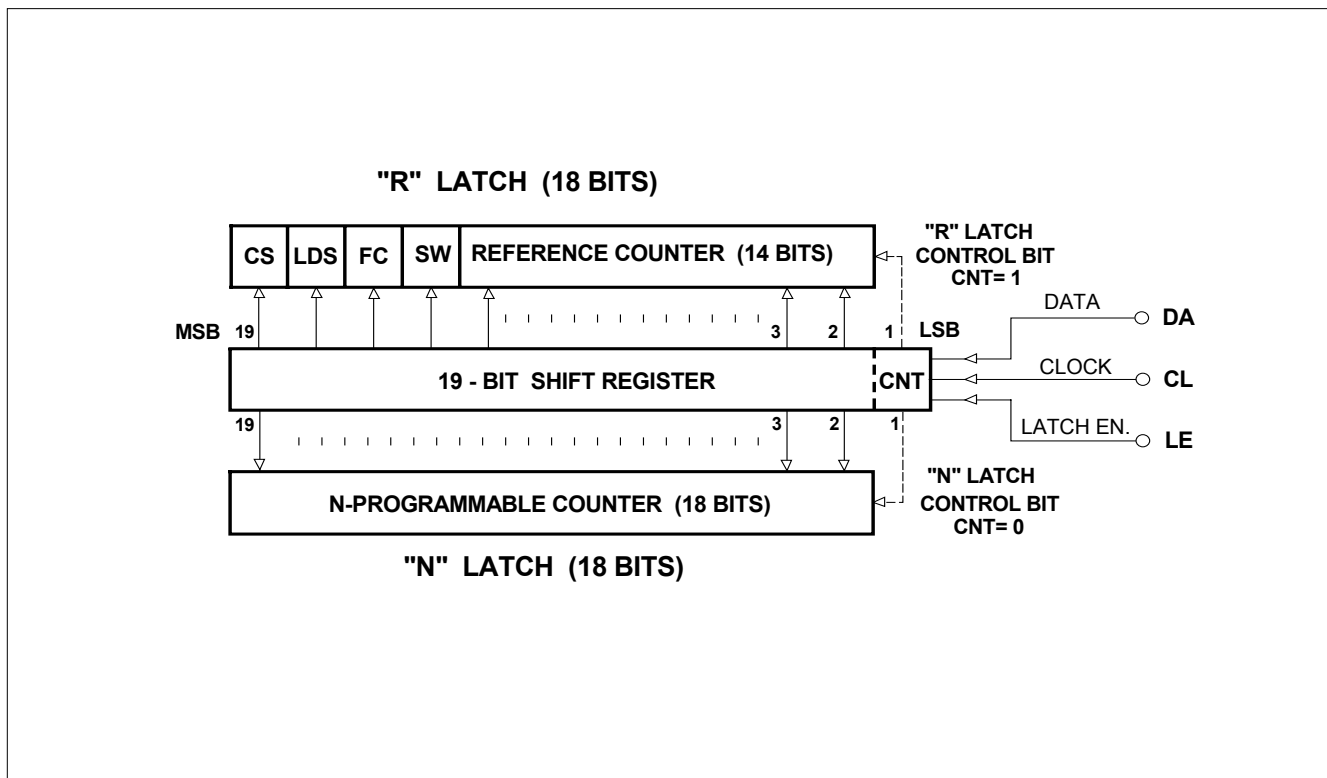 "R" LATCH (18 BITS)
CS LDS FC SW REFERENCE COUNTER (14 BITS)
"R" LATCH
CONTROL BIT
CNT= 1
MSB 19 3 2 1 LSB
DATA DA
19 - BIT SHIFT REGISTER CNT
CLOCK CL
19 3 2 1
LATCH EN. LE
N-PROGRAMMABLE COUNTER (18 BITS)
"N" LATCH
CONTROL BIT
CNT= 0
"N" LATCH (18 BITS)